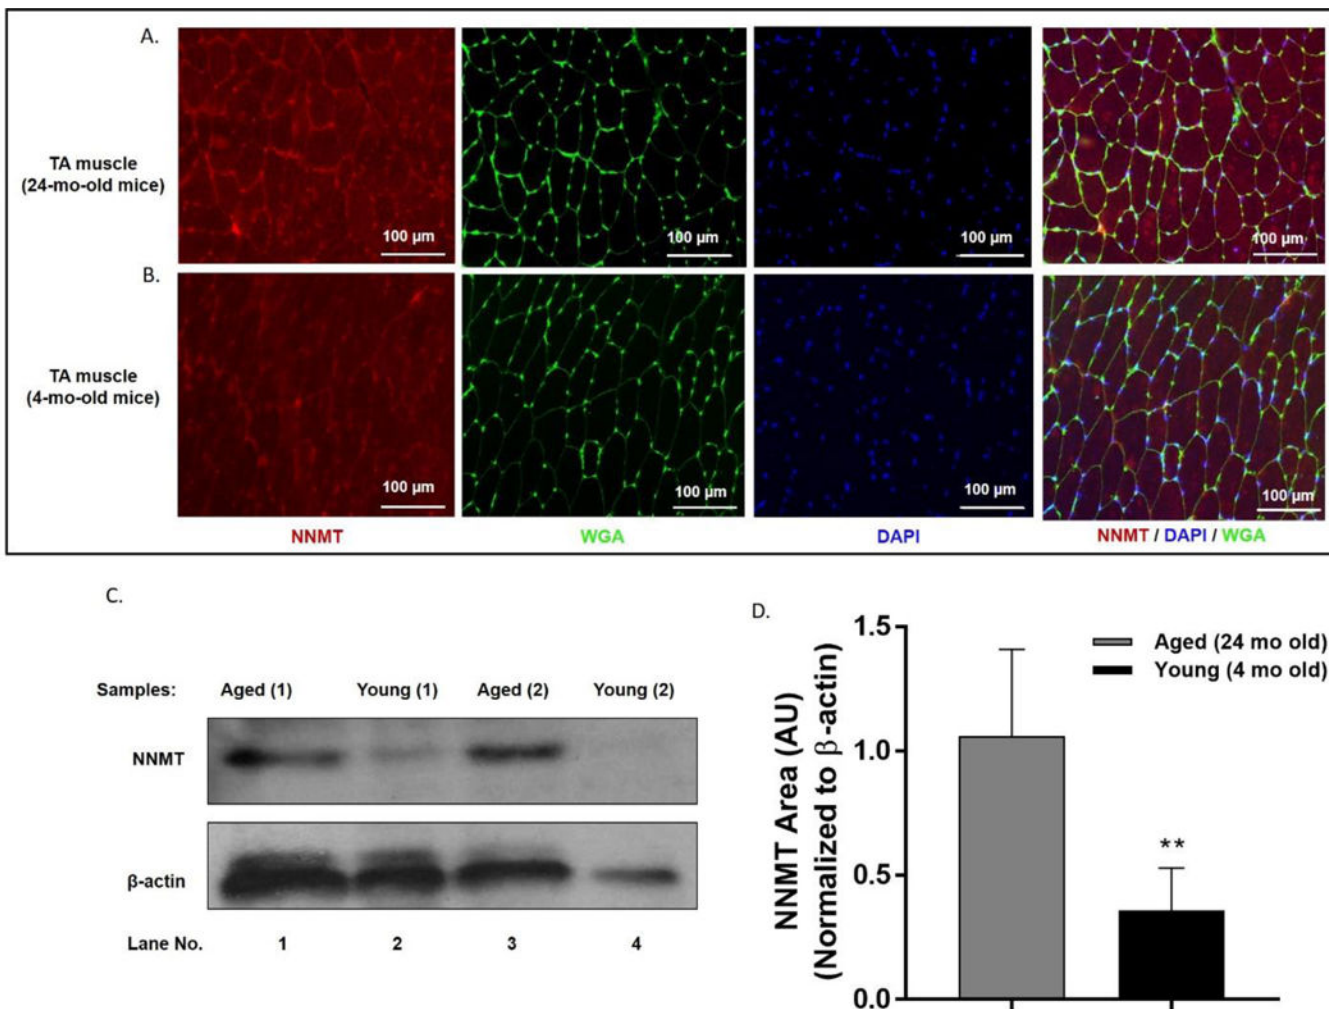 A.
TA muscle
(24-mo-old mice)
100 µm
100 µm
100 µm
100 µm
B.
TA muscle
(4-mo-old mice)
100 µm
100 µm
100 µm
100 µm
NNMT
WGA
DAPI
NNMT / DAPI / WGA
C.
Samples:
Aged (1)
Young (1)
Aged (2)
Young (2)
NNMT
β-actin
Lane No.
1
2
3
4
D.
NNMT Area (AU)
(Normalized to β-actin)
1.5
1.0
0.5
0.0
Aged (24 mo old)
Young (4 mo old)
**